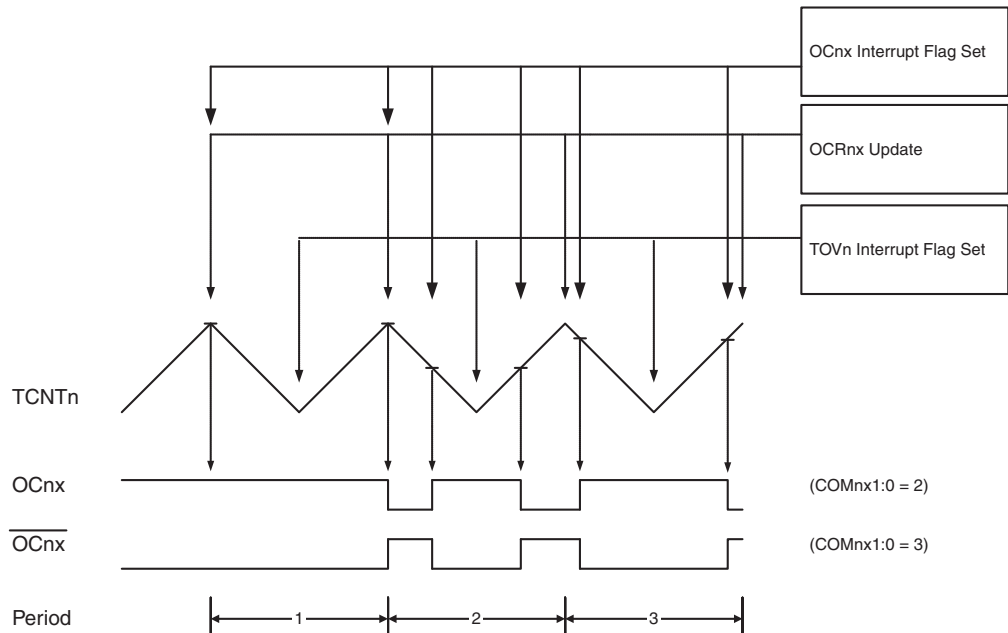 OCnx Interrupt Flag Set
OCRnx Update
TOVn Interrupt Flag Set
TCNTn
OCnx
(COMnx1:0 = 2)
OCnx
(COMnx1:0 = 3)
Period
1
2
3